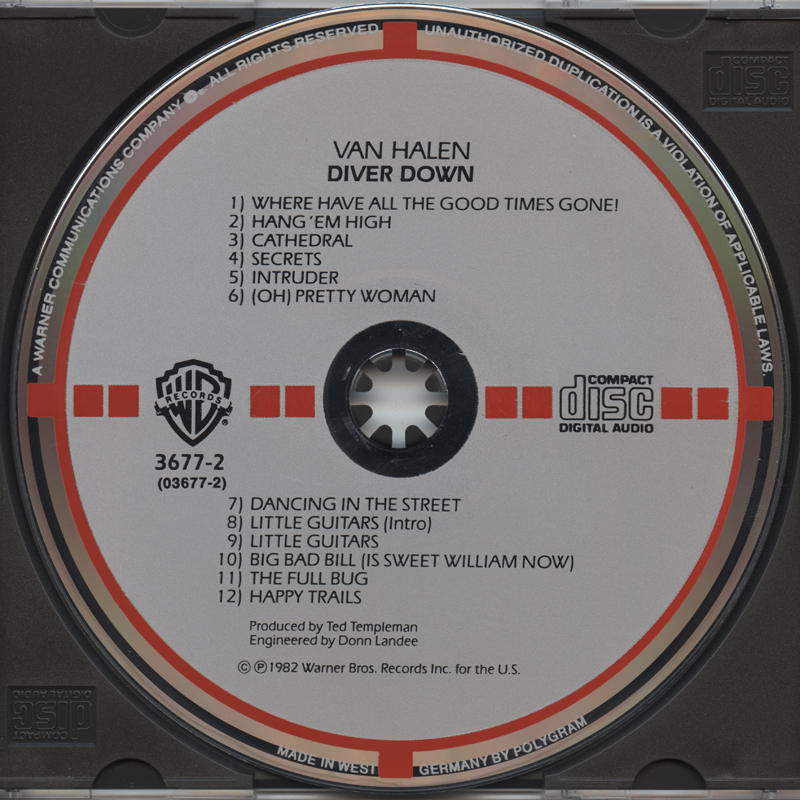 A WARNER COMMUNICATIONS COMPANY ℗. ALL RIGHTS RESERVED UNAUTHORIZED DUPLICATION IS A VIOLATION OF APPLICABLE LAWS.
COMPACT
disc
DIGITAL AUDIO
VAN HALEN
DIVER DOWN
1) WHERE HAVE ALL THE GOOD TIMES GONE!
2) HANG 'EM HIGH
3) CATHEDRAL
4) SECRETS
5) INTRUDER
6) (OH) PRETTY WOMAN
WB
RECORDS
®
COMPACT
disc
DIGITAL AUDIO
3677-2
(03677-2)
7) DANCING IN THE STREET
8) LITTLE GUITARS (Intro)
9) LITTLE GUITARS
10) BIG BAD BILL (IS SWEET WILLIAM NOW)
11) THE FULL BUG
12) HAPPY TRAILS
Produced by Ted Templeman
Engineered by Donn Landee
© ℗ 1982 Warner Bros. Records Inc. for the U.S.
COMPACT
disc
DIGITAL AUDIO
MADE IN WEST GERMANY BY POLYGRAM